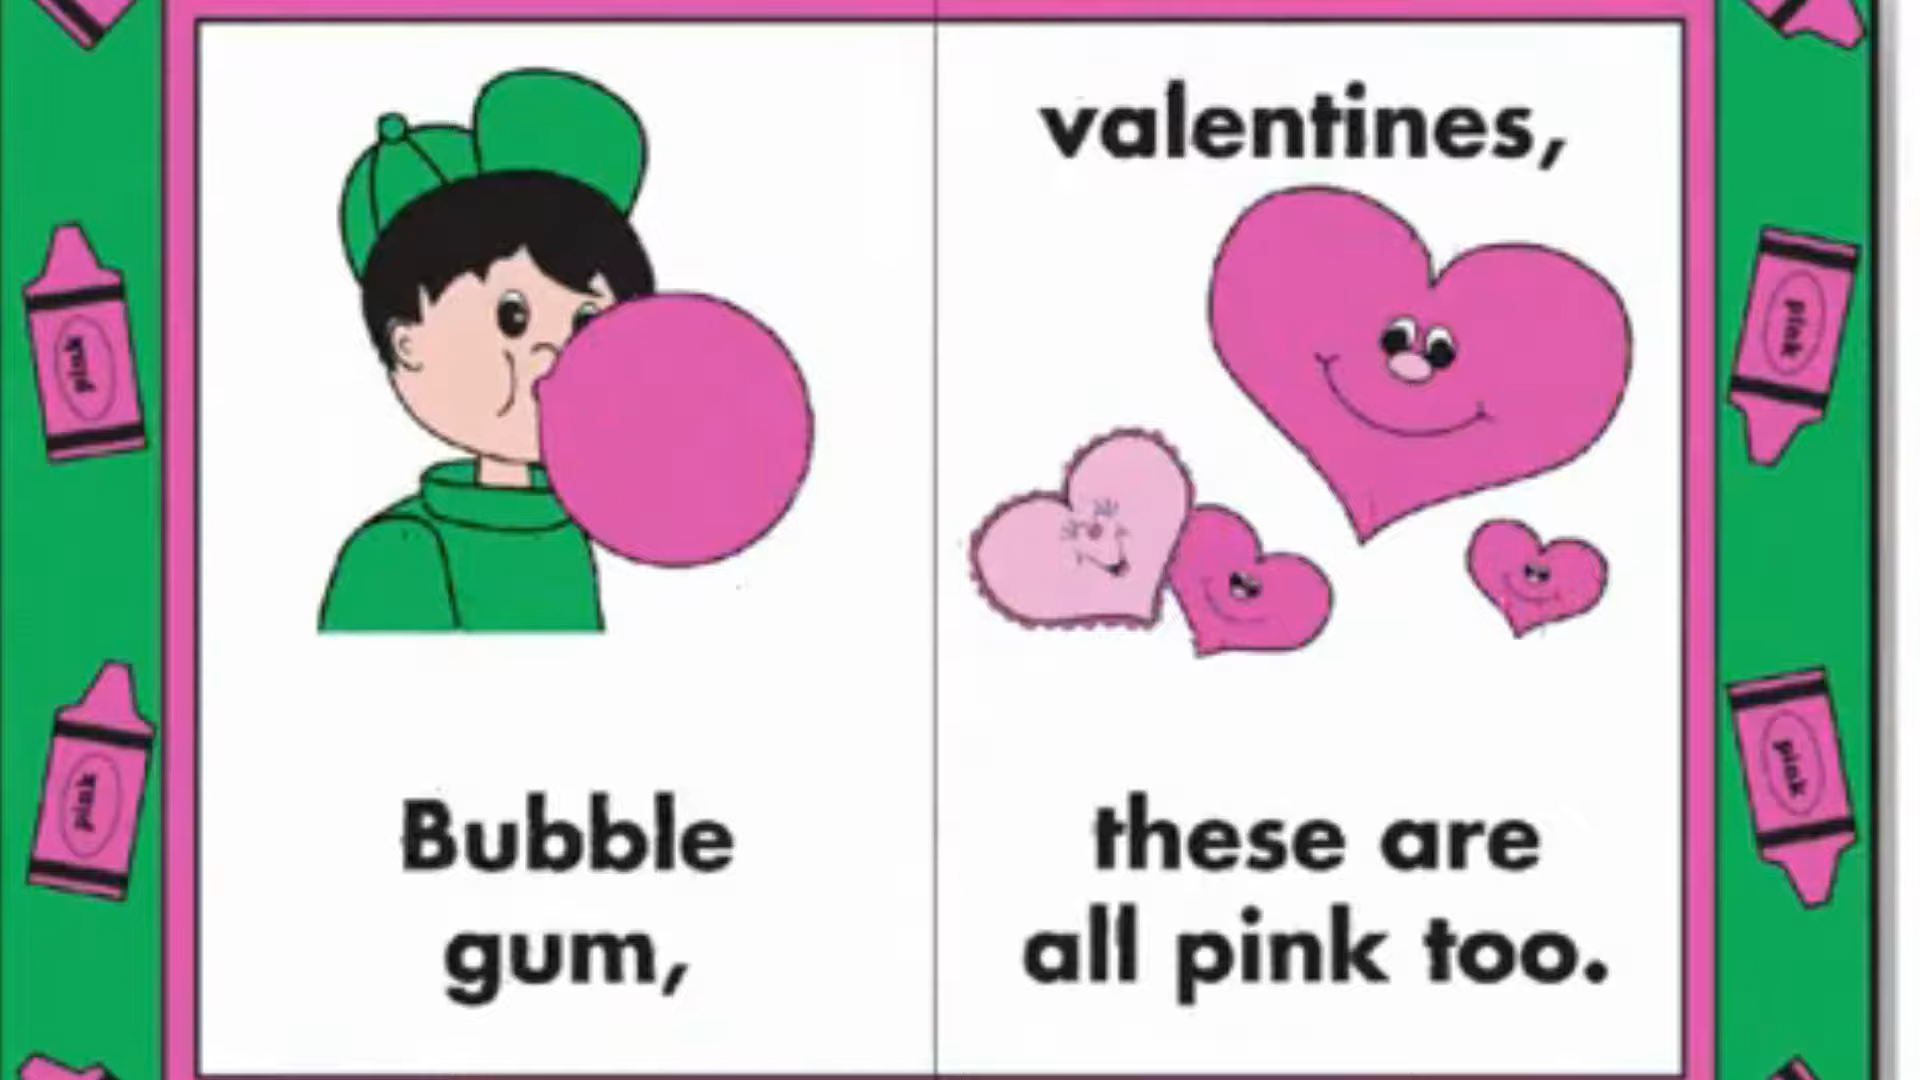 Bubble
gum,
valentines,
these are
all pink too.
pink
pink
pink
pink